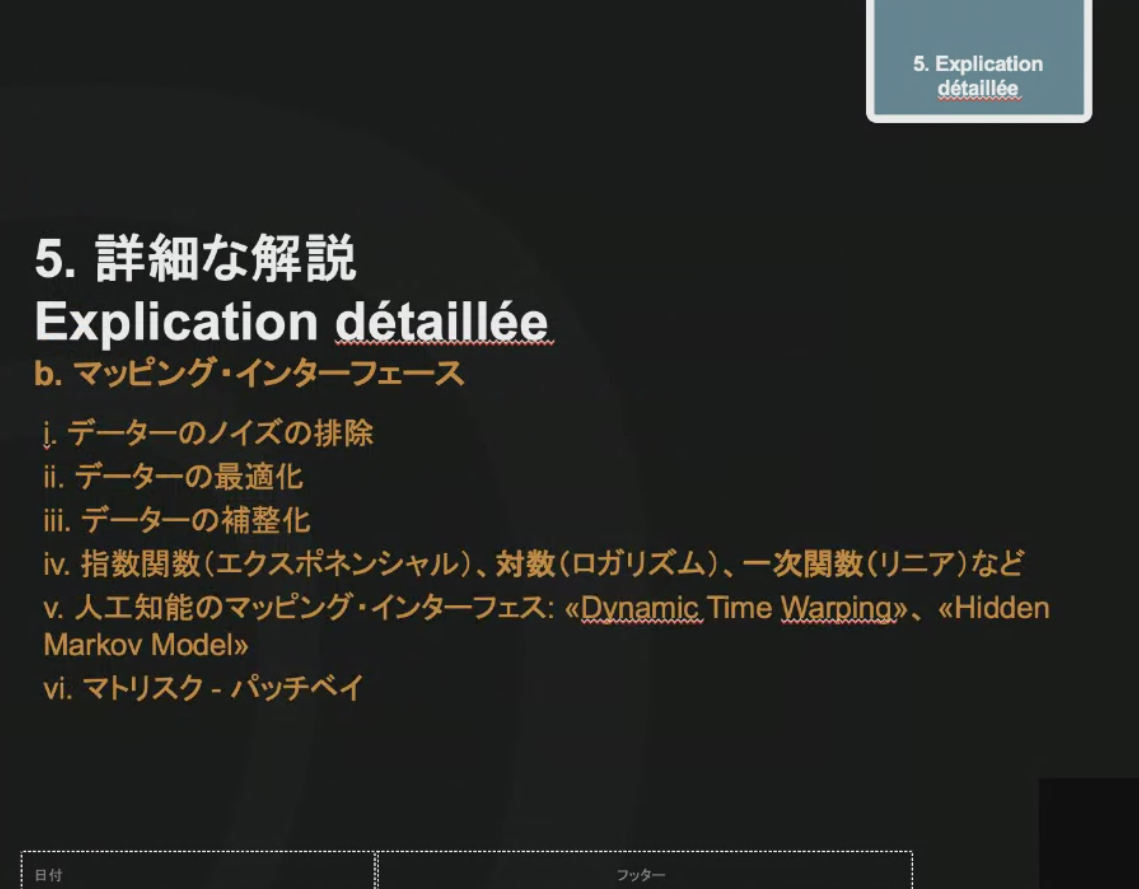 5. Explication
détaillée
5. 詳細な解説
Explication détaillée
b. マッピング・インターフェース
i. データーのノイズの排除
ii. データーの最適化
iii. データーの補整化
iv. 指数関数（エクスポネンシャル）、対数（ロガリズム）、一次関数（リニア）など
v. 人工知能のマッピング・インターフェス: «Dynamic Time Warping»、«Hidden
Markov Model»
vi. マトリスク - パッチベイ
日付
フッター